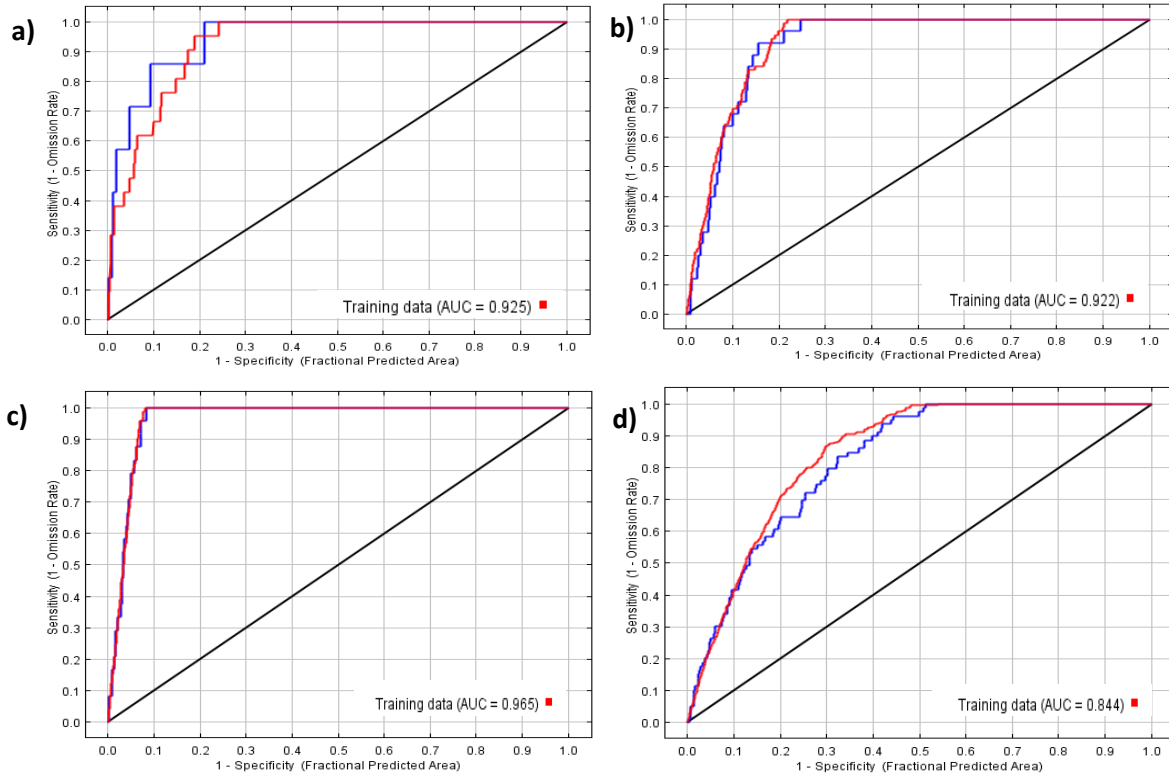 a)
Sensitivity (1 - Omission Rate)
1.0
0.9
0.8
0.7
0.6
0.5
0.4
0.3
0.2
0.1
0.0
Training data (AUC = 0.925)
0.0 0.1 0.2 0.3 0.4 0.5 0.6 0.7 0.8 0.9 1.0
1 - Specificity (Fractional Predicted Area)
b)
Sensitivity (1 - Omission Rate)
1.0
0.9
0.8
0.7
0.6
0.5
0.4
0.3
0.2
0.1
0.0
Training data (AUC = 0.922)
0.0 0.1 0.2 0.3 0.4 0.5 0.6 0.7 0.8 0.9 1.0
1 - Specificity (Fractional Predicted Area)
c)
Sensitivity (1 - Omission Rate)
1.0
0.9
0.8
0.7
0.6
0.5
0.4
0.3
0.2
0.1
0.0
Training data (AUC = 0.965)
0.0 0.1 0.2 0.3 0.4 0.5 0.6 0.7 0.8 0.9 1.0
1 - Specificity (Fractional Predicted Area)
d)
Sensitivity (1 - Omission Rate)
1.0
0.9
0.8
0.7
0.6
0.5
0.4
0.3
0.2
0.1
0.0
Training data (AUC = 0.844)
0.0 0.1 0.2 0.3 0.4 0.5 0.6 0.7 0.8 0.9 1.0
1 - Specificity (Fractional Predicted Area)